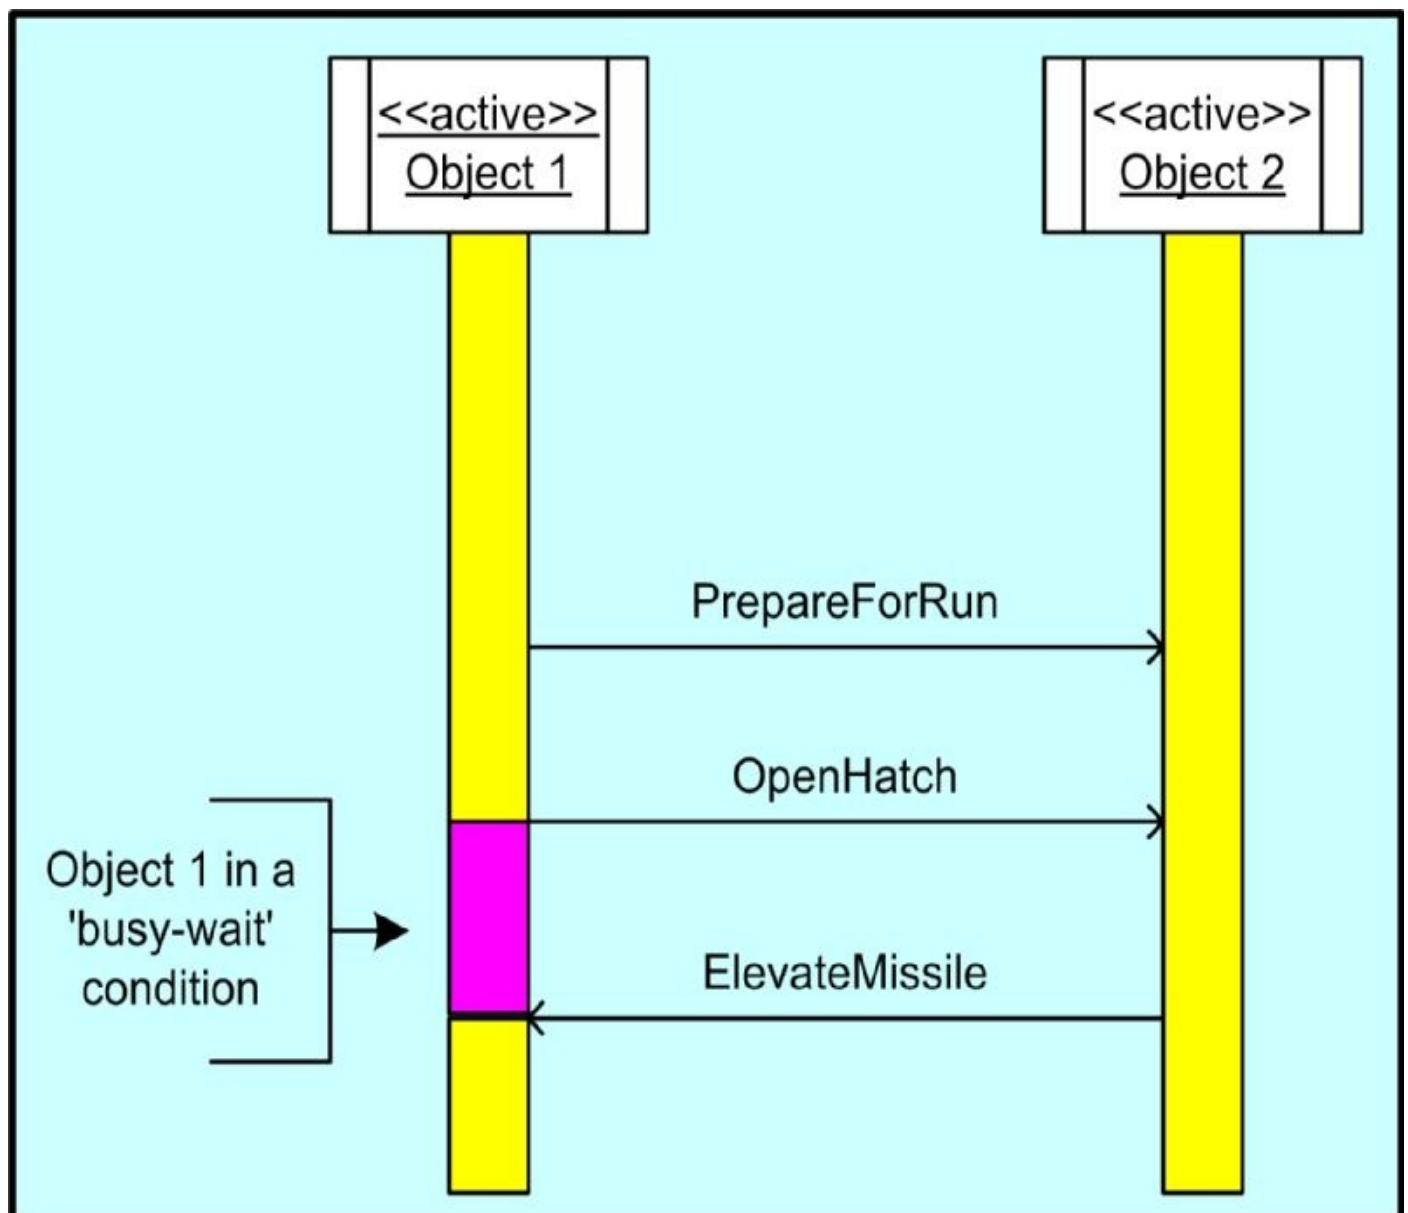 <<active>>
Object 1
<<active>>
Object 2
PrepareForRun
OpenHatch
Object 1 in a
'busy-wait'
condition
ElevateMissile